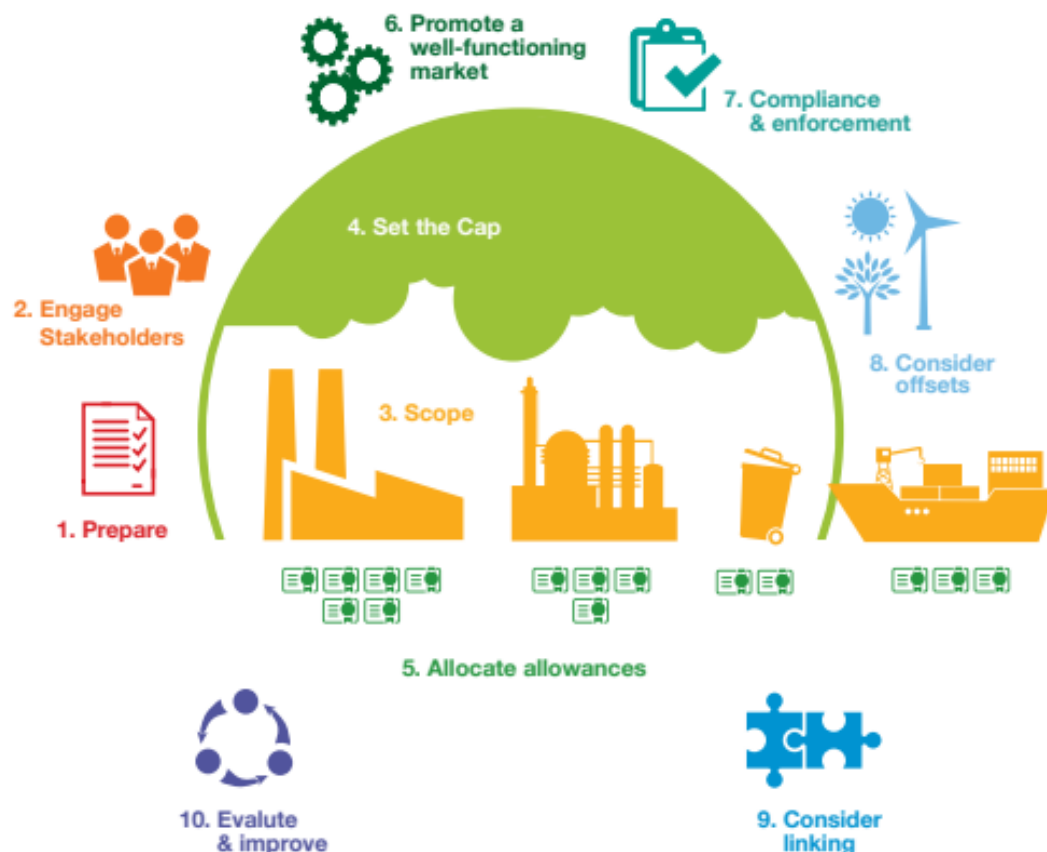 6. Promote a
well-functioning
market
7. Compliance
& enforcement
4. Set the Cap
2. Engage
Stakeholders
8. Consider
offsets
3. Scope
1. Prepare
5. Allocate allowances
10. Evalute
& improve
9. Consider
linking